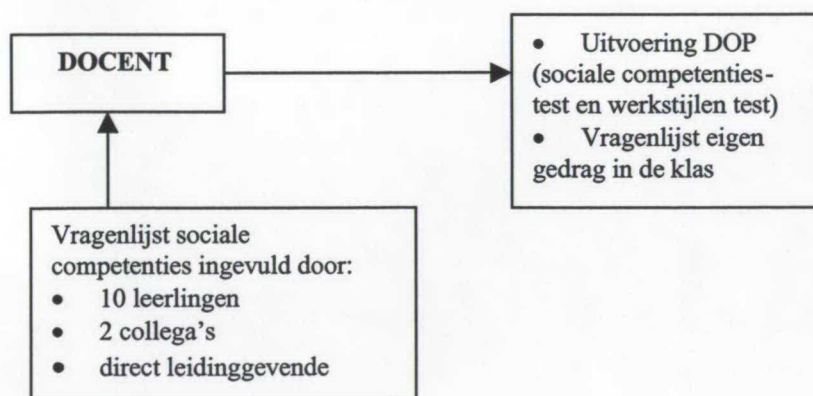 DOCENT
• Uitvoering DOP
(sociale competenties-
test en werkstijlen test)
• Vragenlijst eigen
gedrag in de klas
Vragenlijst sociale
competenties ingevuld door:
• 10 leerlingen
• 2 collega's
• direct leidinggevende